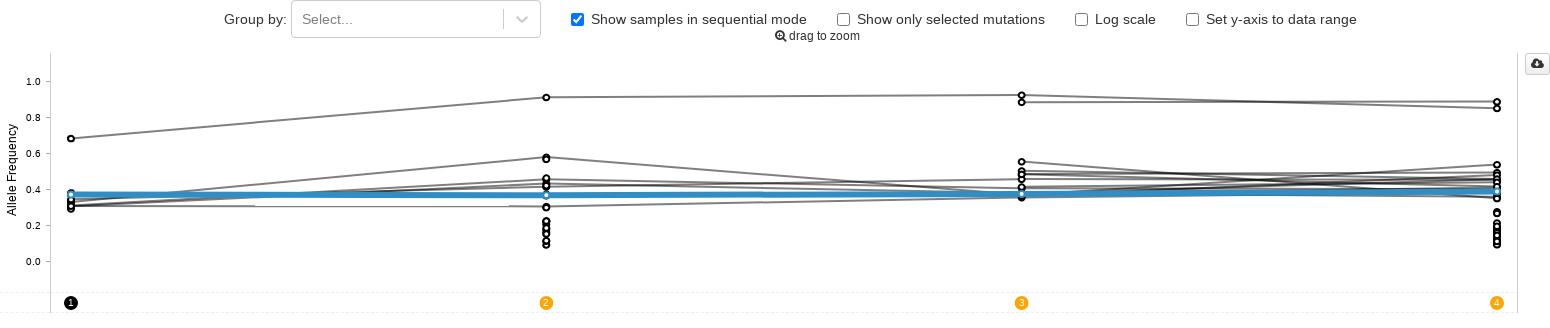 Group by: Select... Show samples in sequential mode Show only selected mutations Log scale Set y-axis to data range
drag to zoom
1.0
0.8
0.6
0.4
0.2
0.0
Allele Frequency
1 2 3 4